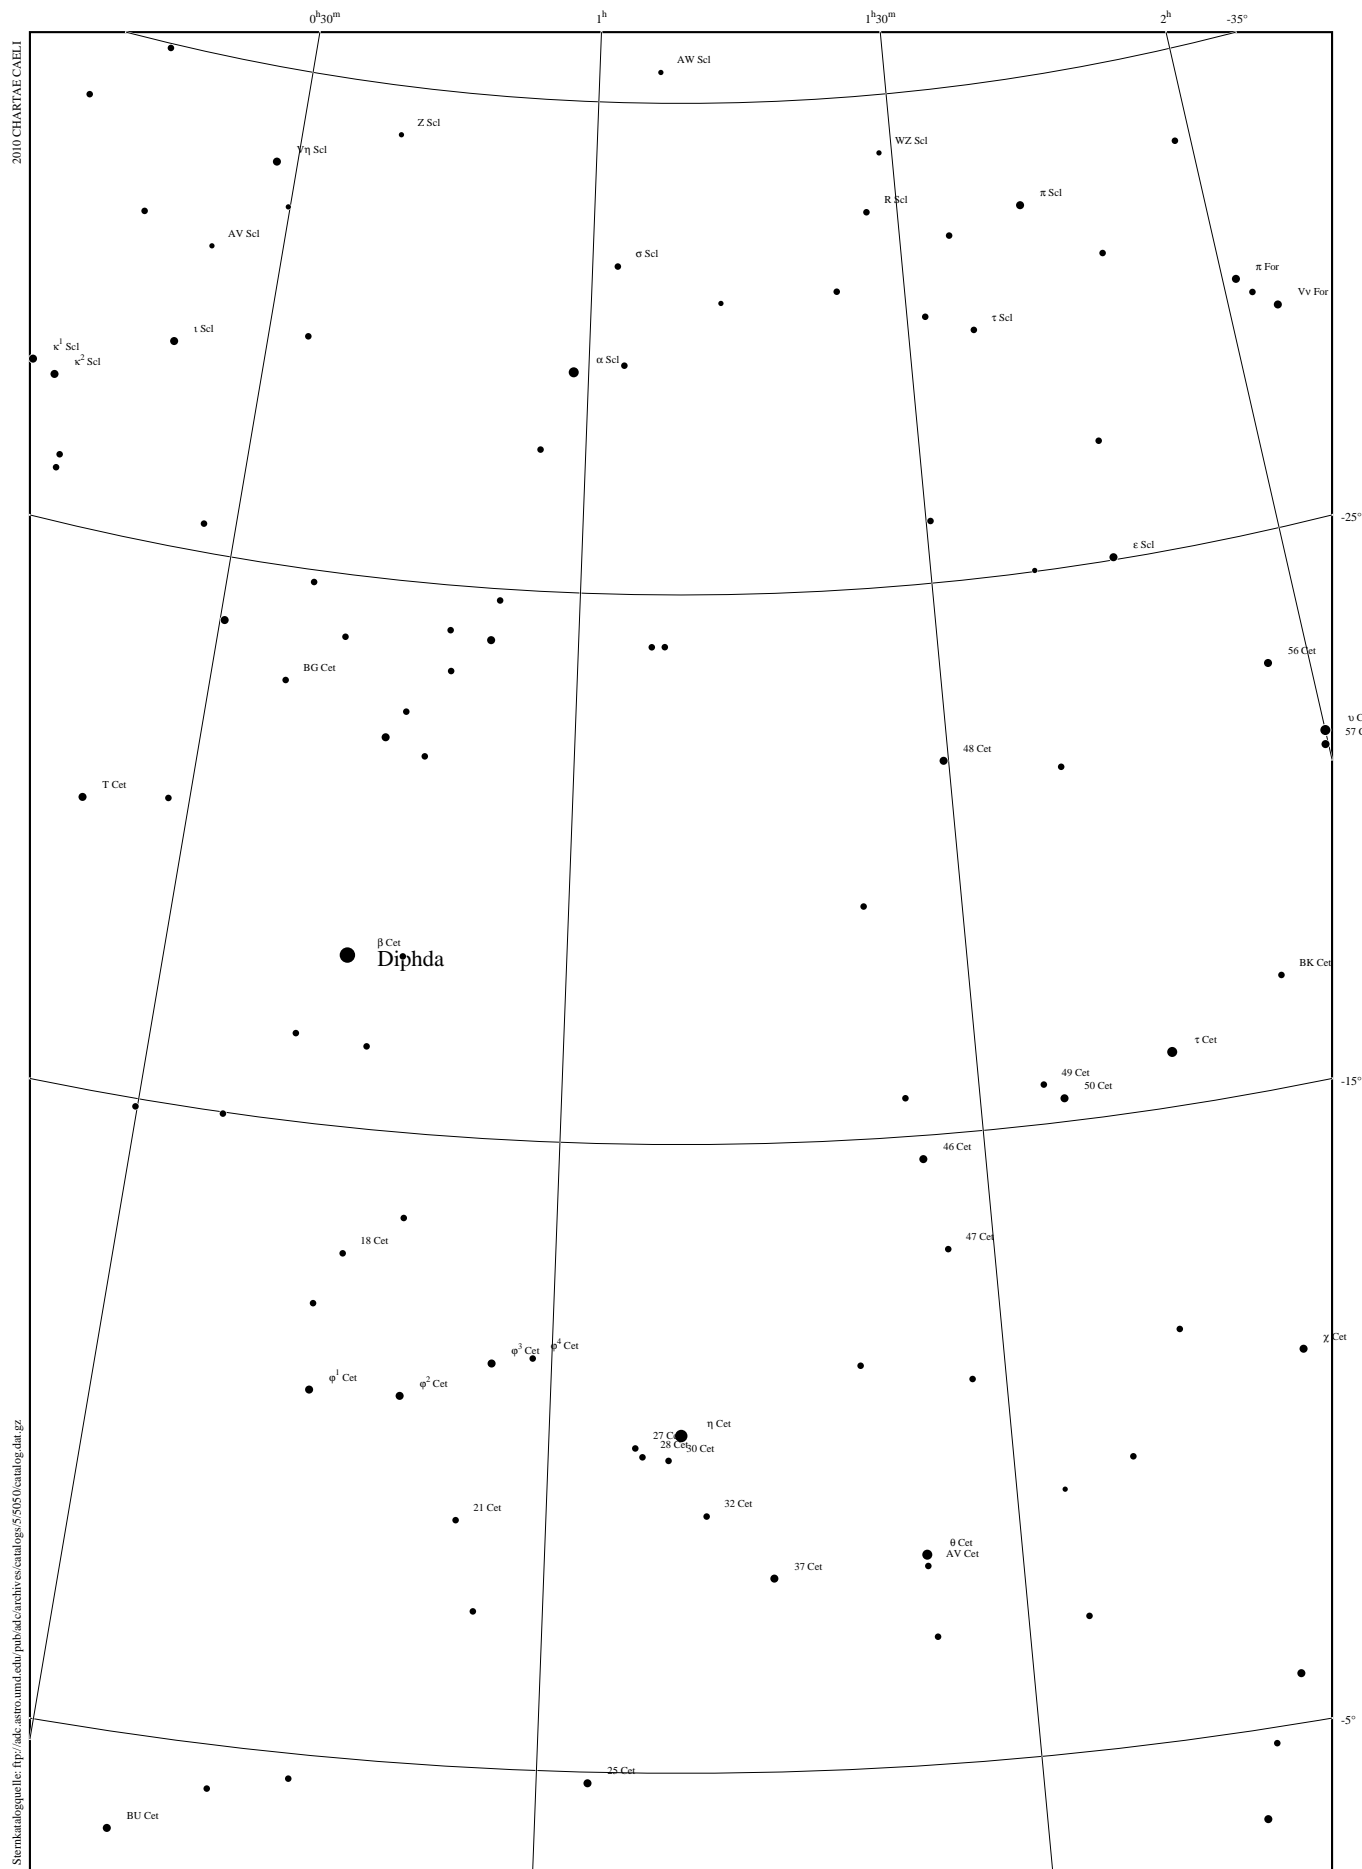 0ʰ30ᵐ
1ʰ
1ʰ30ᵐ
2ʰ
-35°
2010 CHARTAE CAELI
AW Scl
Z Scl
WZ Scl
Vη Scl
π Scl
R Scl
AV Scl
σ Scl
π For
Vν For
τ Scl
ι Scl
κ¹ Scl
κ² Scl
α Scl
-25°
ε Scl
56 Cet
BG Cet
υ C
57 C
48 Cet
T Cet
β Cet
Diphda
BK Cet
τ Cet
49 Cet
50 Cet
-15°
46 Cet
18 Cet
47 Cet
χ Cet
φ⁴ Cet
φ³ Cet
φ¹ Cet
φ² Cet
η Cet
27 Cet
28 Cet
30 Cet
21 Cet
32 Cet
θ Cet
AV Cet
37 Cet
-5°
25 Cet
BU Cet
Sternkatalogquelle: ftp://adc.astro.umd.edu/pub/adc/archives/catalogs/5/5050/catalog.dat.gz